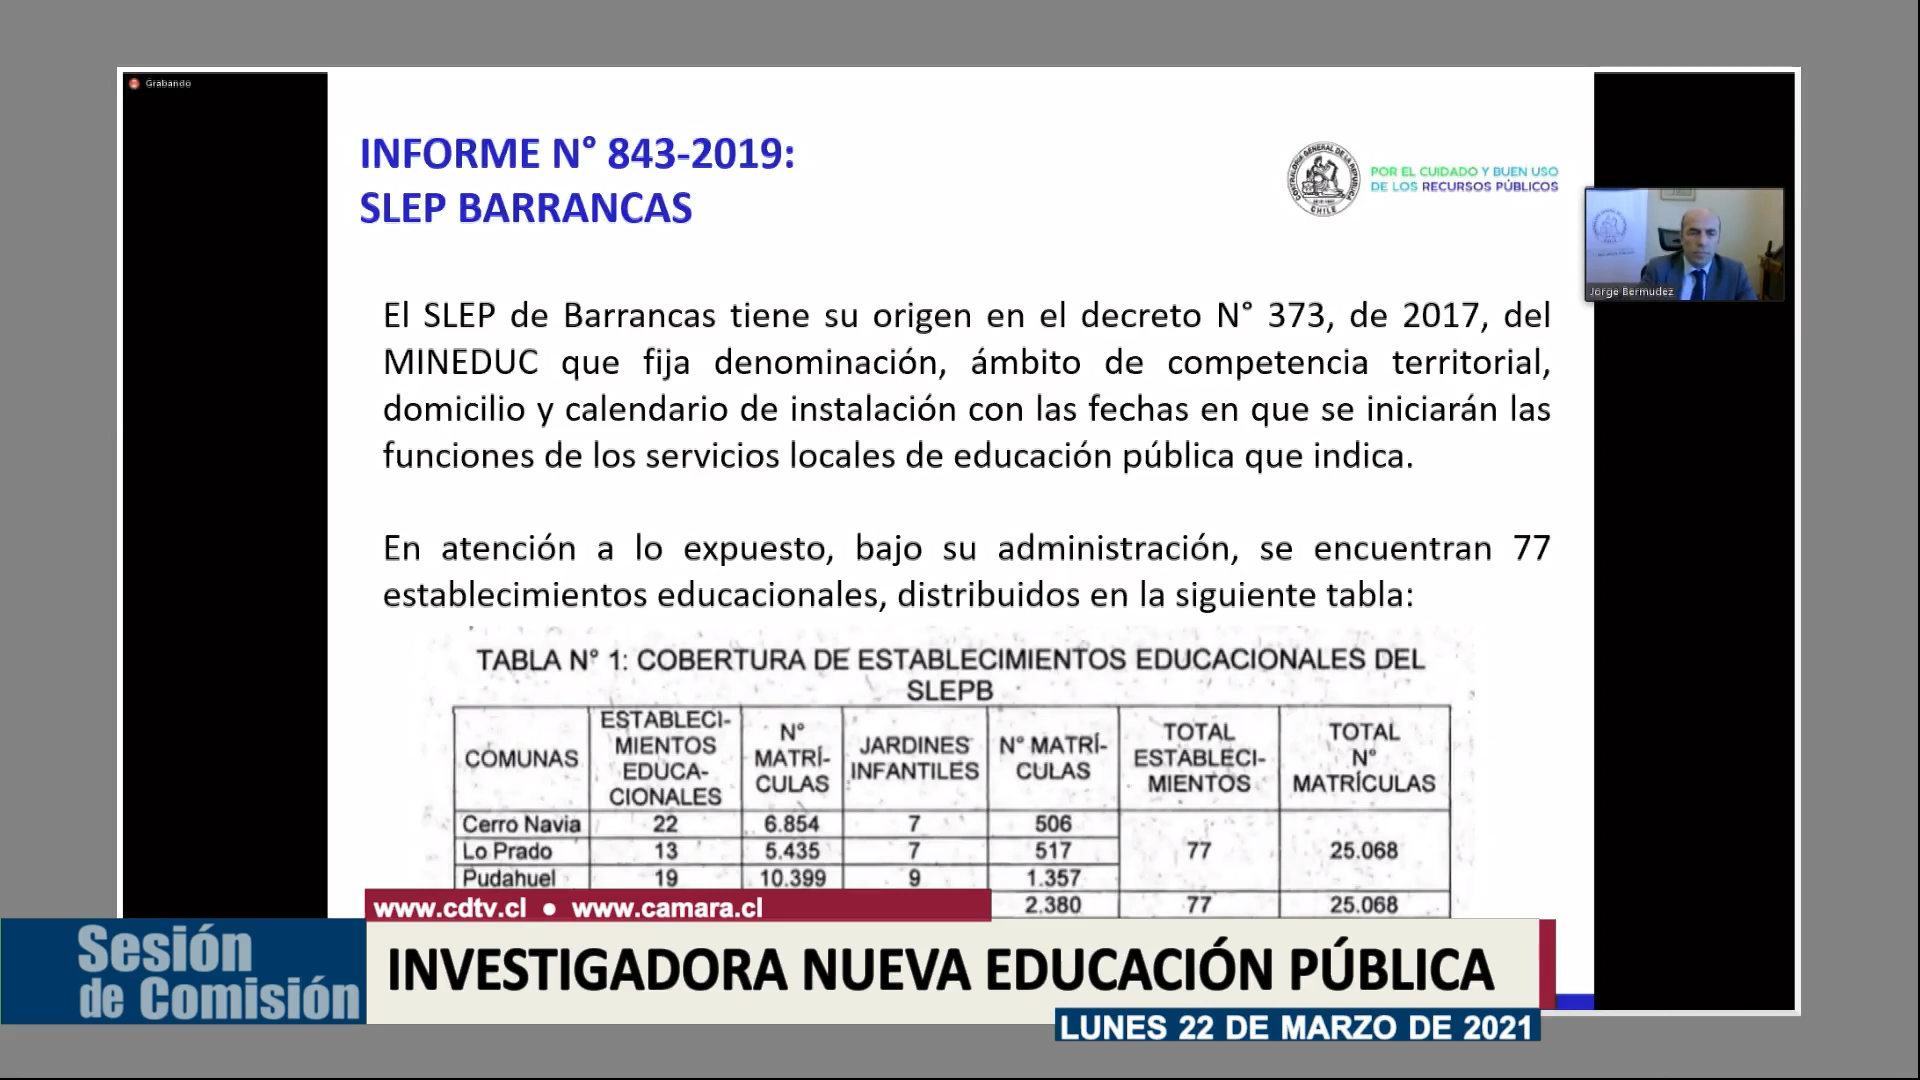 Grabando
INFORME N° 843-2019:
SLEP BARRANCAS
CONTRALORÍA GENERAL DE LA REPÚBLICA
CHILE
POR EL CUIDADO Y BUEN USO
DE LOS RECURSOS PÚBLICOS
Jorge Bermudez
El SLEP de Barrancas tiene su origen en el decreto N° 373, de 2017, del
MINEDUC que fija denominación, ámbito de competencia territorial,
domicilio y calendario de instalación con las fechas en que se iniciarán las
funciones de los servicios locales de educación pública que indica.
En atención a lo expuesto, bajo su administración, se encuentran 77
establecimientos educacionales, distribuidos en la siguiente tabla:
TABLA N° 1: COBERTURA DE ESTABLECIMIENTOS EDUCACIONALES DEL
SLEPB
COMUNAS
ESTABLECI-
MIENTOS
EDUCA-
CIONALES
N°
MATRÍ-
CULAS
JARDINES
INFANTILES
N° MATRÍ-
CULAS
TOTAL
ESTABLECI-
MIENTOS
TOTAL
N°
MATRÍCULAS
Cerro Navia 22 6.854 7 506
Lo Prado 13 5.435 7 517 77 25.068
Pudahuel 19 10.399 9 1.357
2.380 77 25.068
www.cdtv.cl • www.camara.cl
Sesión
de Comisión
INVESTIGADORA NUEVA EDUCACIÓN PÚBLICA
LUNES 22 DE MARZO DE 2021